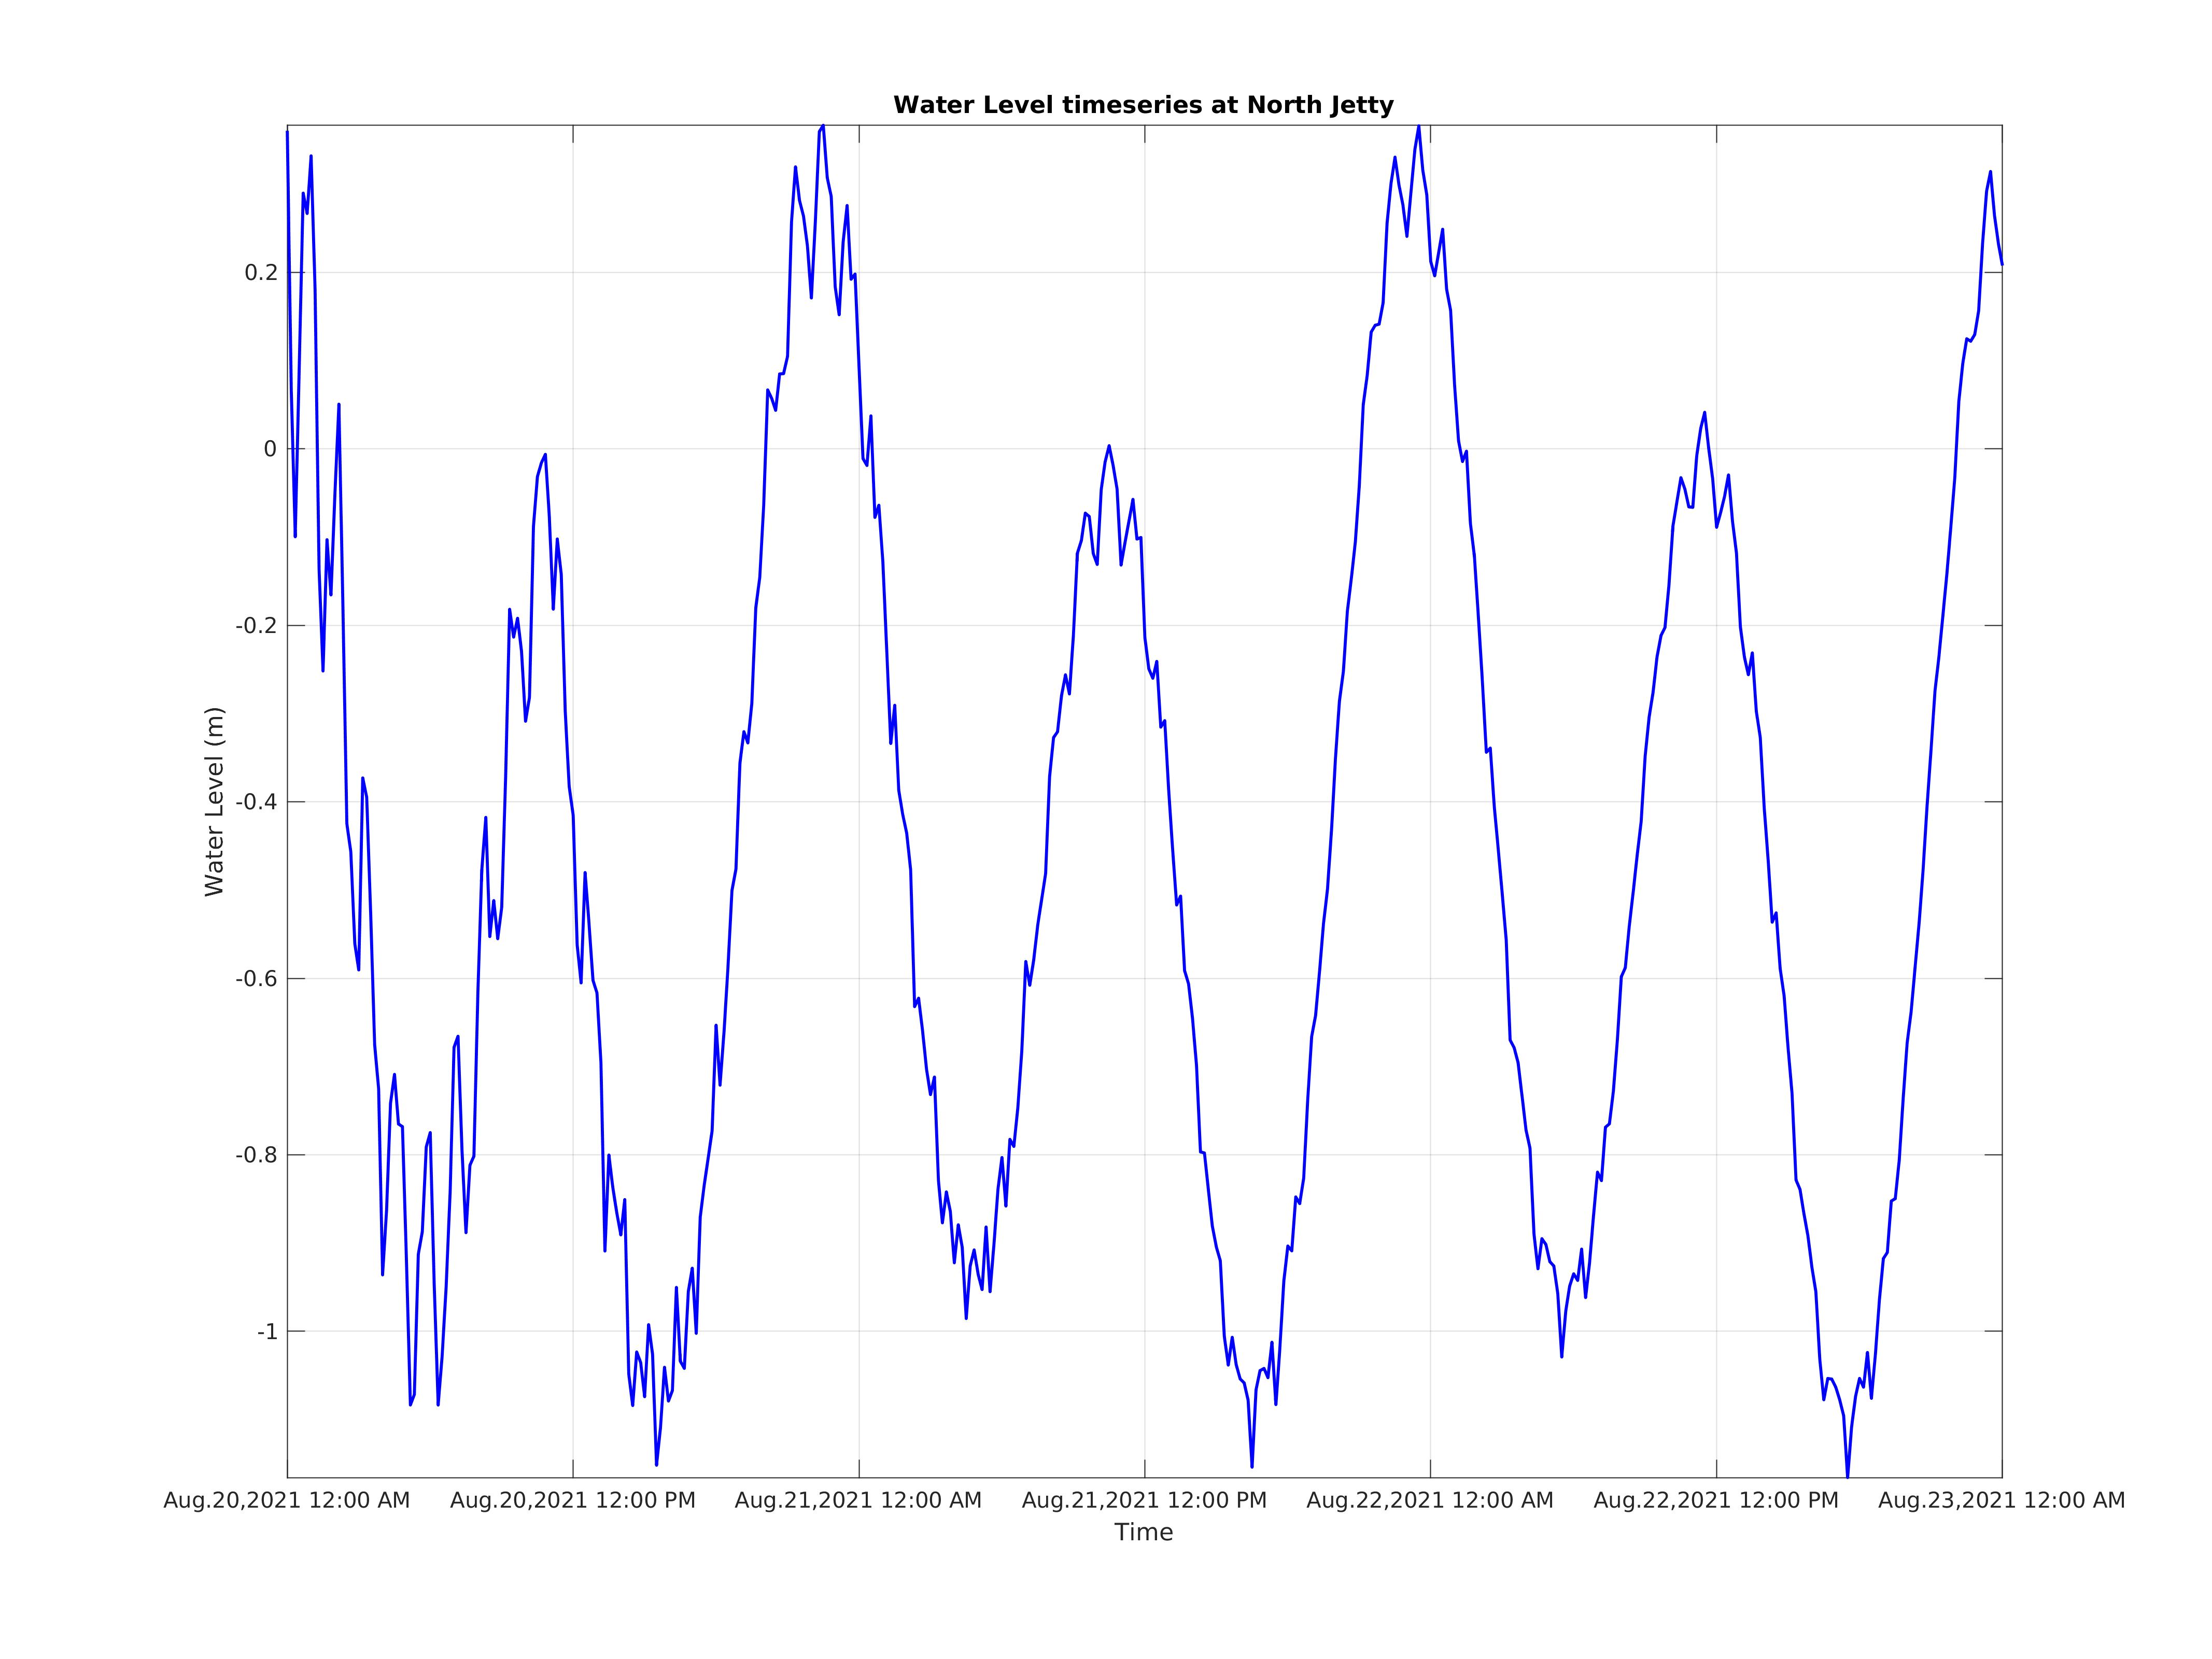 Water Level timeseries at North Jetty
0.2
0
-0.2
-0.4
-0.6
-0.8
-1
Water Level (m)
Aug.20,2021 12:00 AM Aug.20,2021 12:00 PM Aug.21,2021 12:00 AM Aug.21,2021 12:00 PM Aug.22,2021 12:00 AM Aug.22,2021 12:00 PM Aug.23,2021 12:00 AM
Time